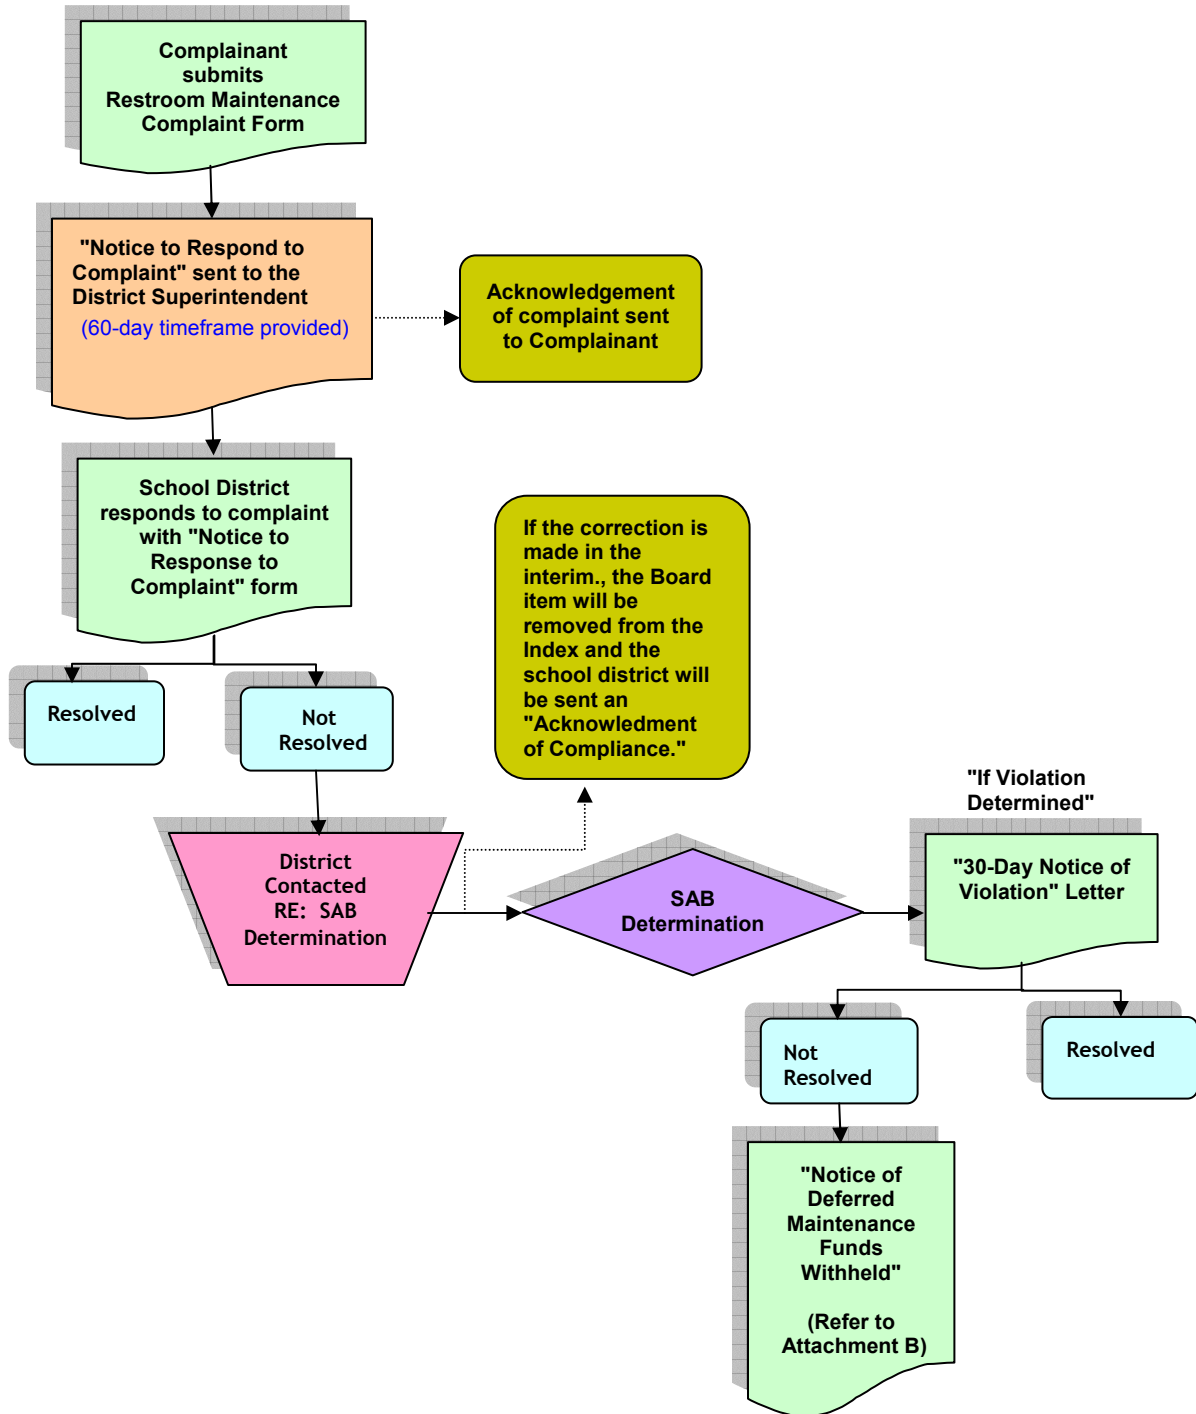 Complainant
submits
Restroom Maintenance
Complaint Form
"Notice to Respond to
Complaint" sent to the
District Superintendent
(60-day timeframe provided)
Acknowledgement
of complaint sent
to Complainant
School District
responds to complaint
with "Notice to
Response to
Complaint" form
If the correction is
made in the
interim., the Board
item will be
removed from the
Index and the
school district will
be sent an
"Acknowledment
of Compliance."
Resolved
Not
Resolved
District
Contacted
RE: SAB
Determination
SAB
Determination
"If Violation
Determined"
"30-Day Notice of
Violation" Letter
Not
Resolved
Resolved
"Notice of
Deferred
Maintenance
Funds
Withheld"
(Refer to
Attachment B)